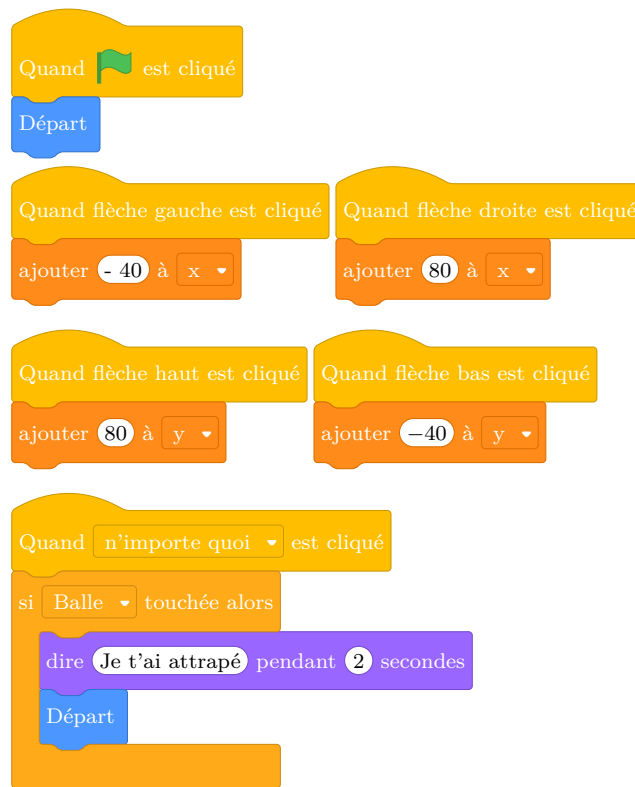 Quand est cliqué
Départ
Quand flèche gauche est cliqué
ajouter - 40 à x
Quand flèche droite est cliqué
ajouter 80 à x
Quand flèche haut est cliqué
ajouter 80 à y
Quand flèche bas est cliqué
ajouter −40 à y
Quand n'importe quoi est cliqué
si Balle touchée alors
dire Je t'ai attrapé pendant 2 secondes
Départ